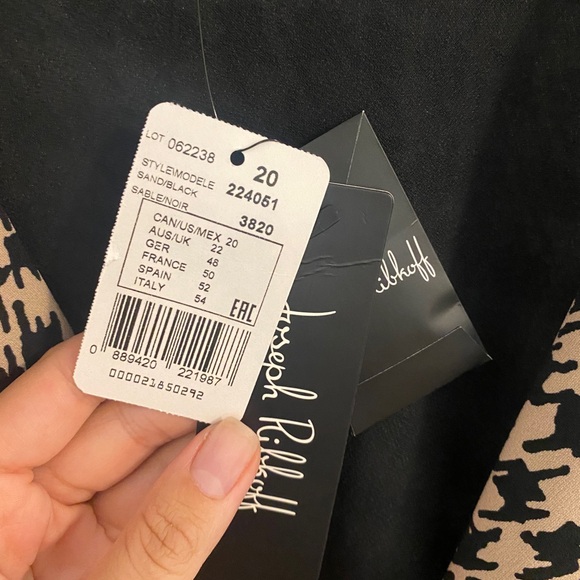 LOT 062238
20
STYLE\MODELE 224051
SAND/BLACK
SABLE/NOIR 3820
CAN/US/MEX 20
AUS/UK 22
GER 48
FRANCE 50
SPAIN 52
ITALY 54
EAC
0 889420 221987
000021850292
Joseph Ribkoff
ibkoff